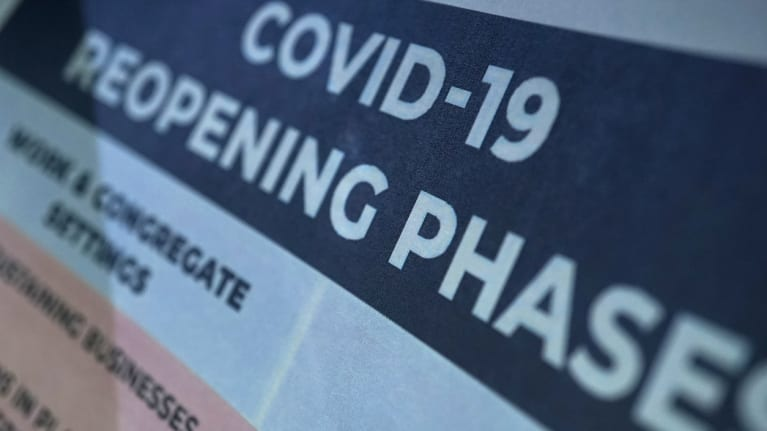 COVID-19
REOPENING PHASES
WORK & CONGREGATE
SETTINGS
BUSINESSES